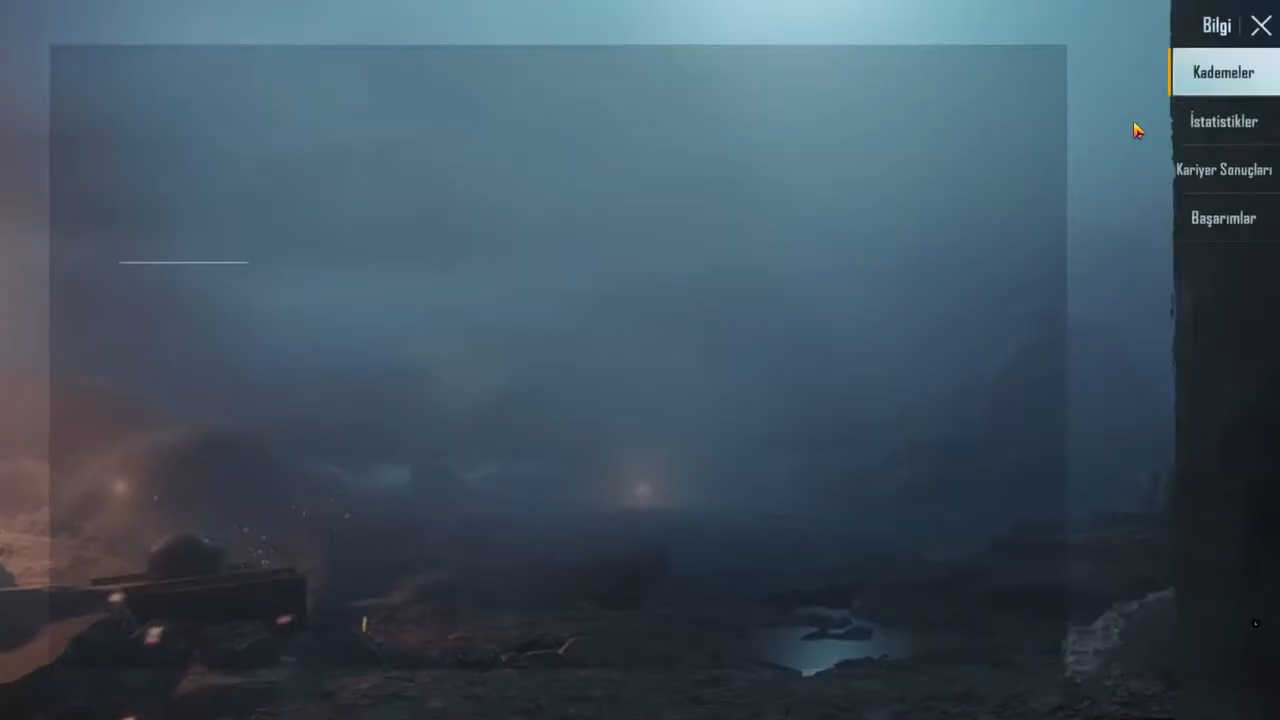 Bilgi
Kademeler
İstatistikler
Kariyer Sonuçları
Başarımlar